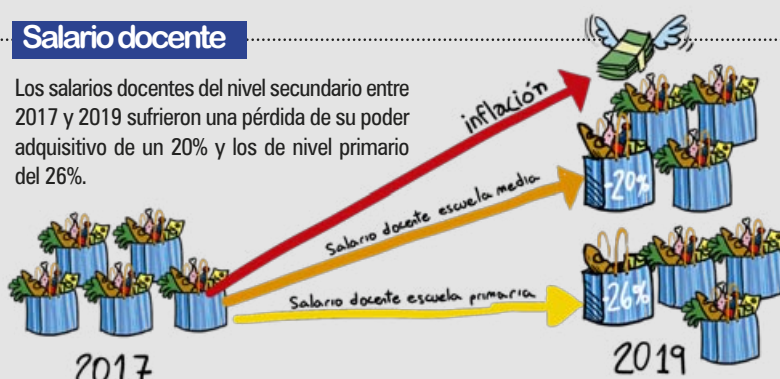 Salario docente
Los salarios docentes del nivel secundario entre
2017 y 2019 sufrieron una pérdida de su poder
adquisitivo de un 20% y los de nivel primario
del 26%.
inflación
Salario docente escuela media
Salario docente escuela primaria
-20%
-26%
2017
2019